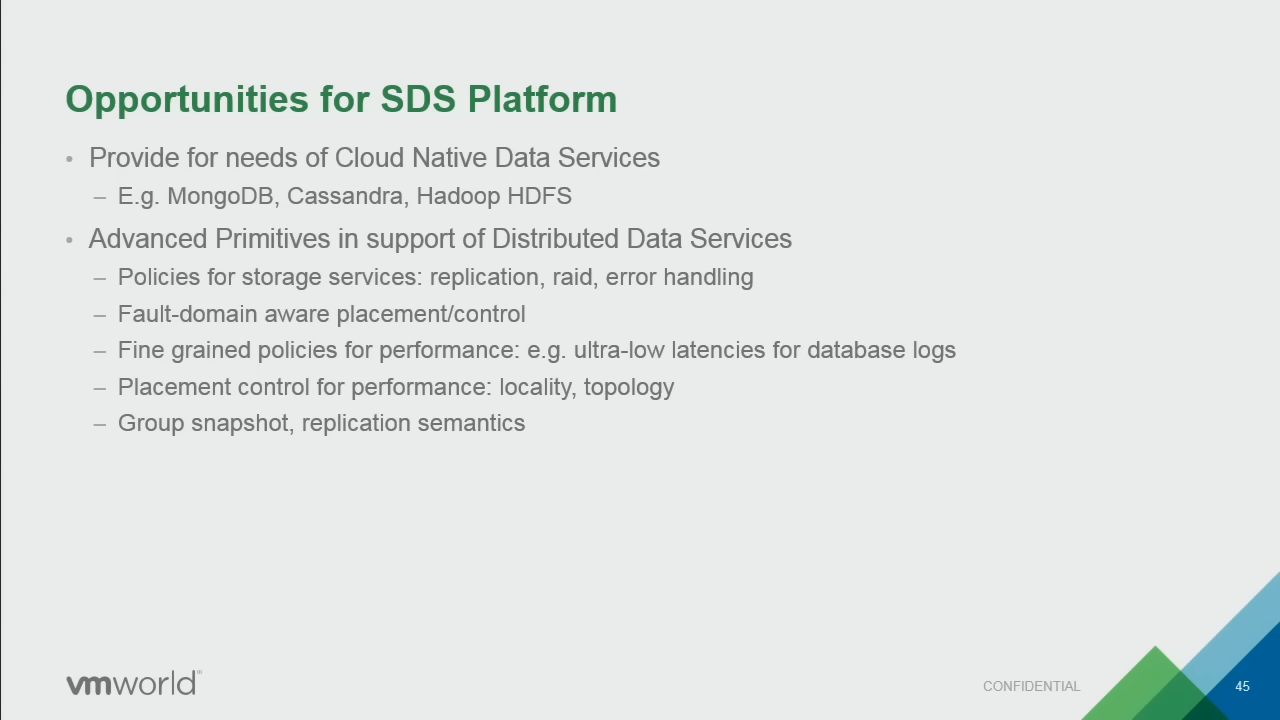 Opportunities for SDS Platform
• Provide for needs of Cloud Native Data Services
– E.g. MongoDB, Cassandra, Hadoop HDFS
• Advanced Primitives in support of Distributed Data Services
– Policies for storage services: replication, raid, error handling
– Fault-domain aware placement/control
– Fine grained policies for performance: e.g. ultra-low latencies for database logs
– Placement control for performance: locality, topology
– Group snapshot, replication semantics
vmworld®
CONFIDENTIAL
45